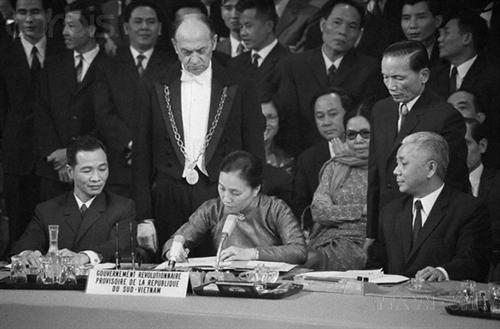 GOUVERNEMENT REVOLUTIONNAIRE
PROVISOIRE DE LA REPUBLIQUE
DU SUD-VIETNAM